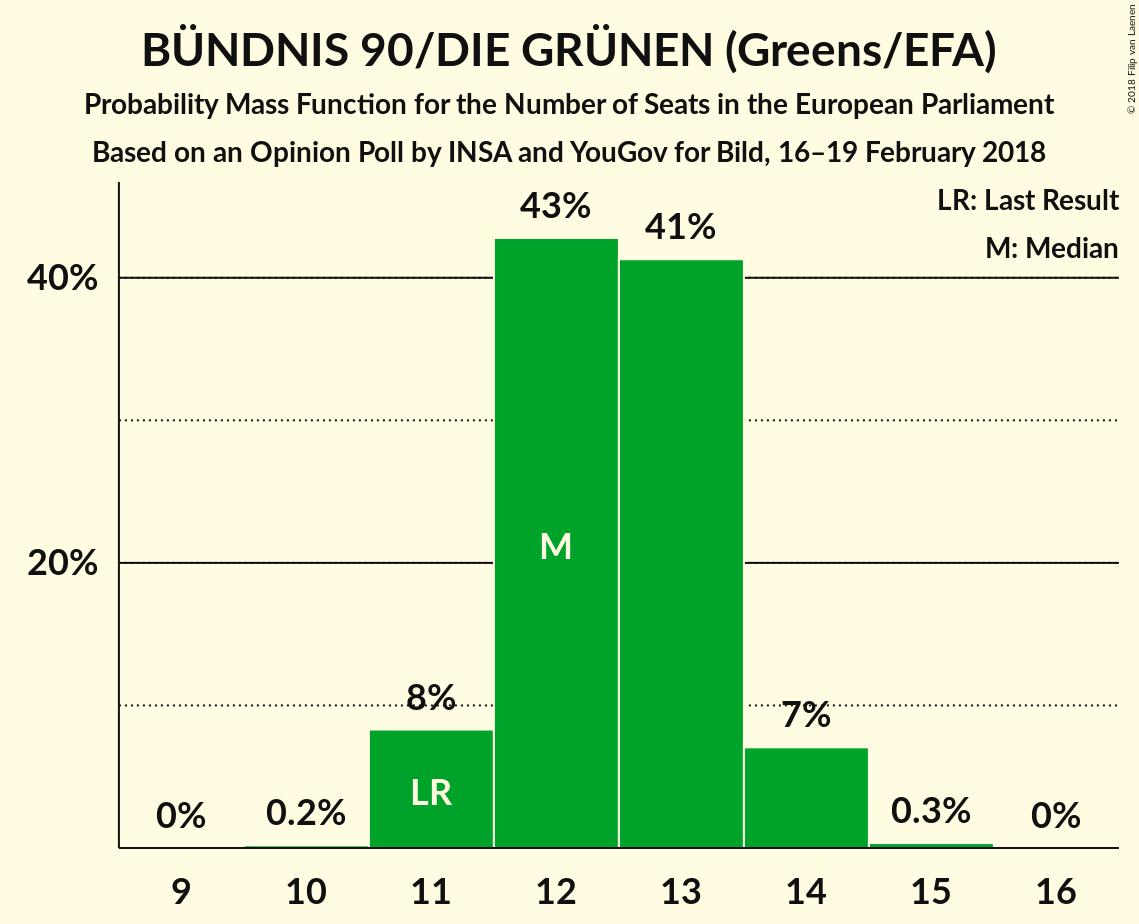 BÜNDNIS 90/DIE GRÜNEN (Greens/EFA)
Probability Mass Function for the Number of Seats in the European Parliament
Based on an Opinion Poll by INSA and YouGov for Bild, 16–19 February 2018
© 2018 Filip van Laenen
LR: Last Result
M: Median
43%
41%
40%
M
20%
8%
7%
LR
0%
0.2%
0.3%
0%
9 10 11 12 13 14 15 16